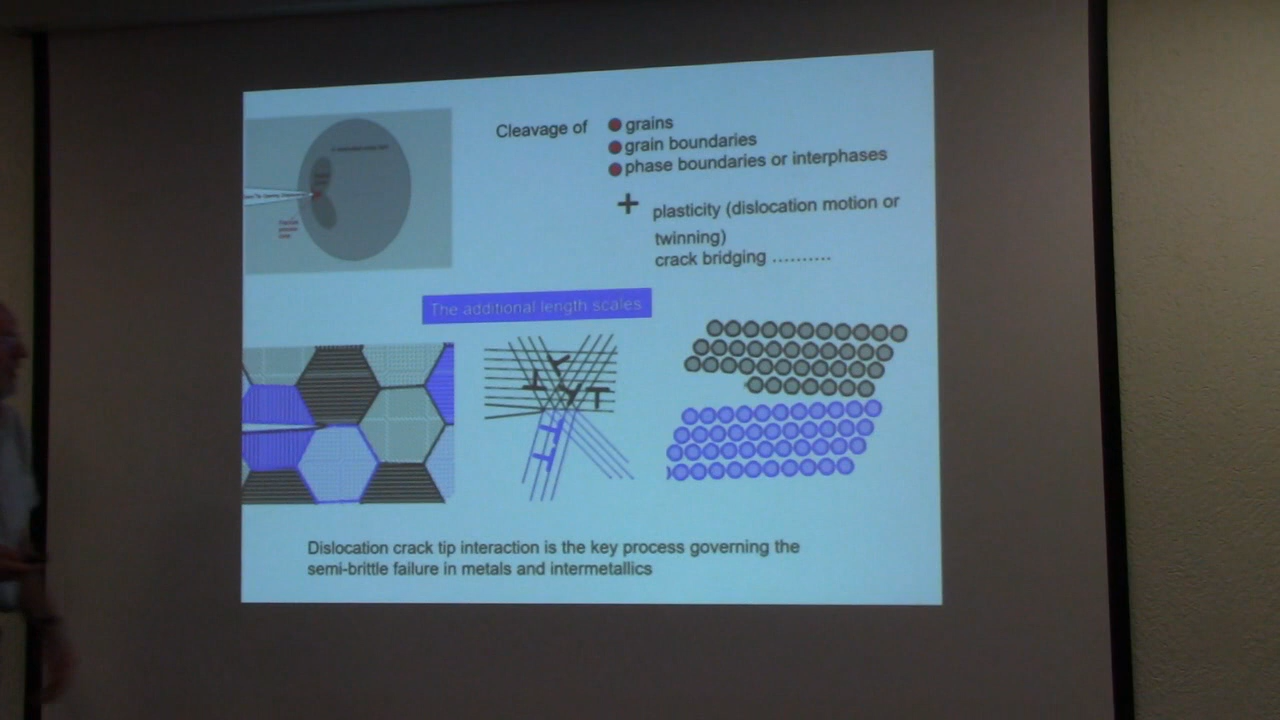 Cleavage of
grains
grain boundaries
phase boundaries or interphases
+ plasticity (dislocation motion or
twinning)
crack bridging ..........
The additional length scales
Dislocation crack tip interaction is the key process governing the
semi-brittle failure in metals and intermetallics